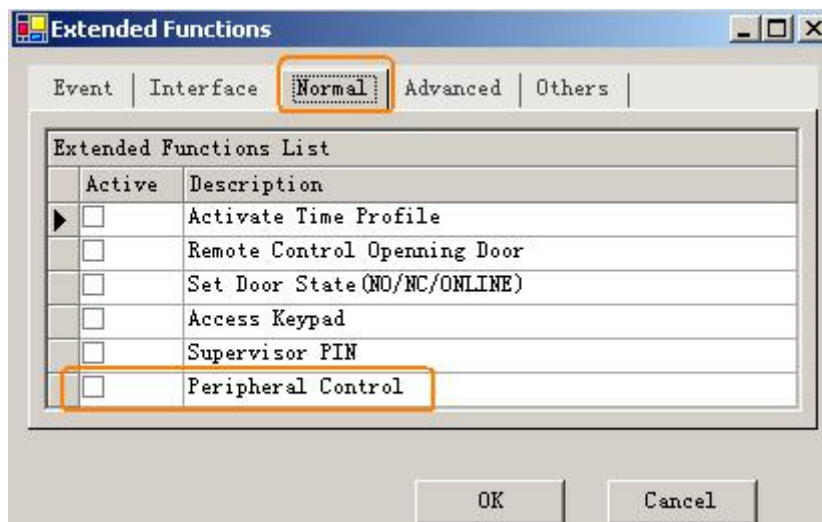 Extended Functions
Event Interface Normal Advanced Others
Extended Functions List
Active Description
Activate Time Profile
Remote Control Openning Door
Set Door State(NO/NC/ONLINE)
Access Keypad
Supervisor PIN
Peripheral Control
OK Cancel